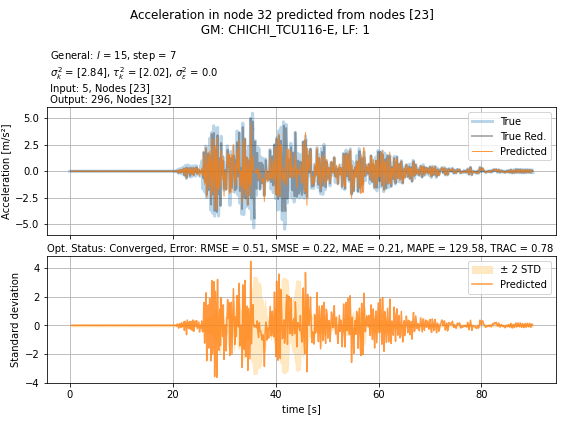 Acceleration in node 32 predicted from nodes [23]
GM: CHICHI_TCU116-E, LF: 1
General: l = 15, step = 7
σ²ₖ = [2.84], τ²ₖ = [2.02], σ²ε = 0.0
Input: 5, Nodes [23]
Output: 296, Nodes [32]
5.0
2.5
0.0
−2.5
−5.0
Acceleration [m/s²]
True
True Red.
Predicted
Opt. Status: Converged, Error: RMSE = 0.51, SMSE = 0.22, MAE = 0.21, MAPE = 129.58, TRAC = 0.78
4
2
0
−2
−4
Standard deviation
± 2 STD
Predicted
0 20 40 60 80
time [s]